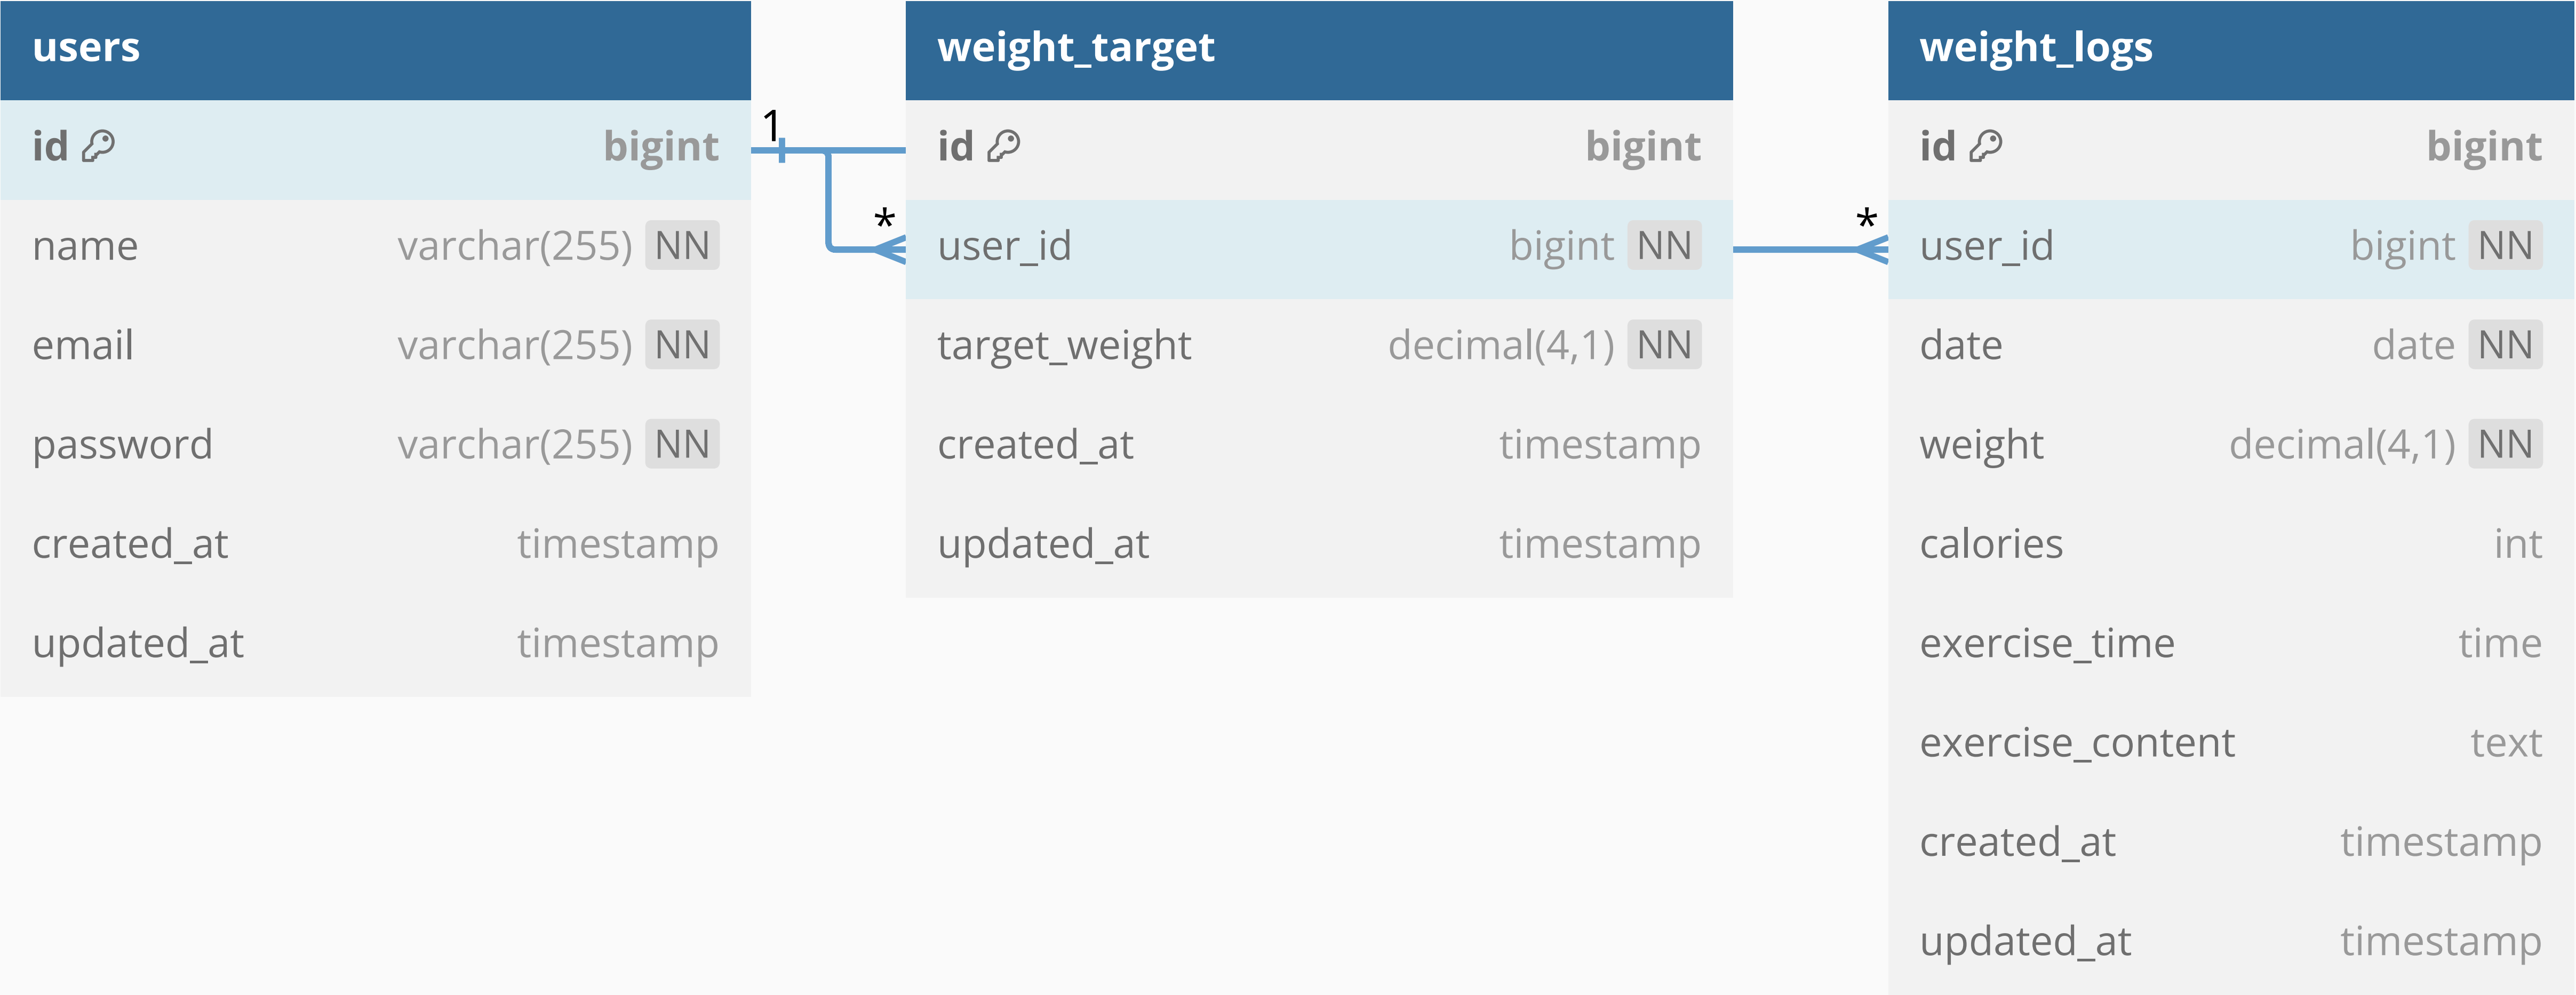 users
id bigint
name varchar(255) NN
email varchar(255) NN
password varchar(255) NN
created_at timestamp
updated_at timestamp
1
*
weight_target
id bigint
user_id bigint NN
target_weight decimal(4,1) NN
created_at timestamp
updated_at timestamp
*
weight_logs
id bigint
user_id bigint NN
date date NN
weight decimal(4,1) NN
calories int
exercise_time time
exercise_content text
created_at timestamp
updated_at timestamp